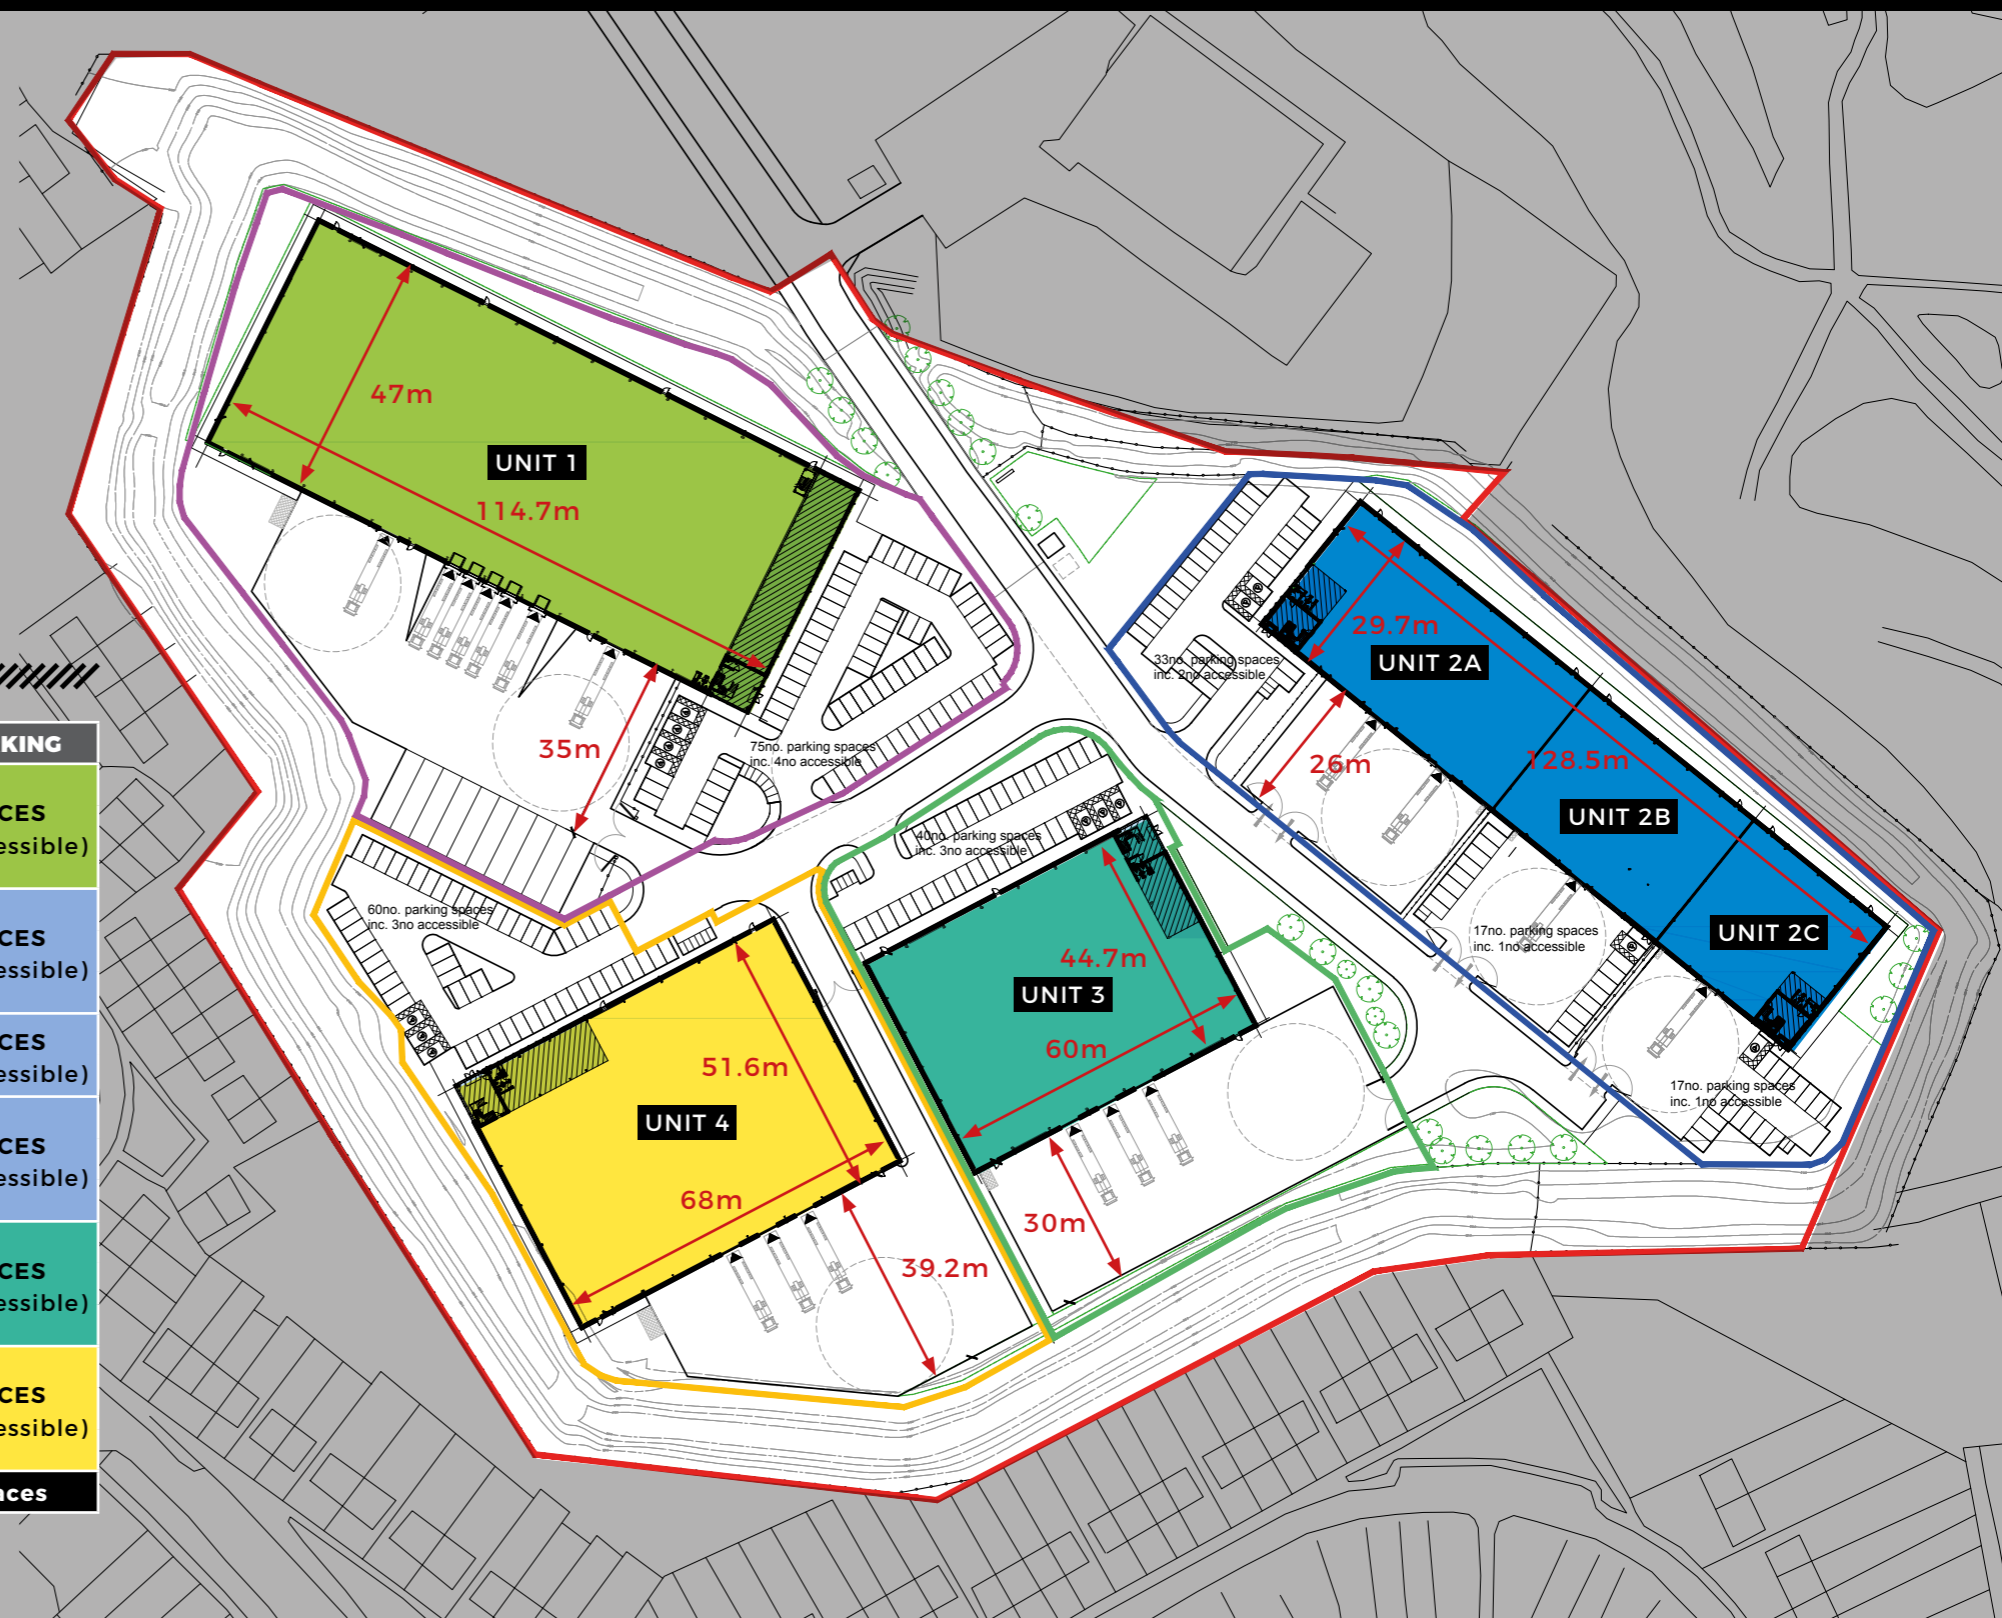 47m
UNIT 1
114.7m
35m
75no. parking spaces
inc. 4no accessible
29.7m
UNIT 2A
33no. parking spaces
inc. 2no accessible
26m
128.5m
UNIT 2B
17no. parking spaces
inc. 1no accessible
UNIT 2C
17no. parking spaces
inc. 1no accessible
40no. parking spaces
inc. 3no accessible
44.7m
UNIT 3
60m
30m
60no. parking spaces
inc. 3no accessible
51.6m
UNIT 4
68m
39.2m
KING
CES
essible)
CES
essible)
CES
essible)
CES
essible)
CES
essible)
CES
essible)
aces